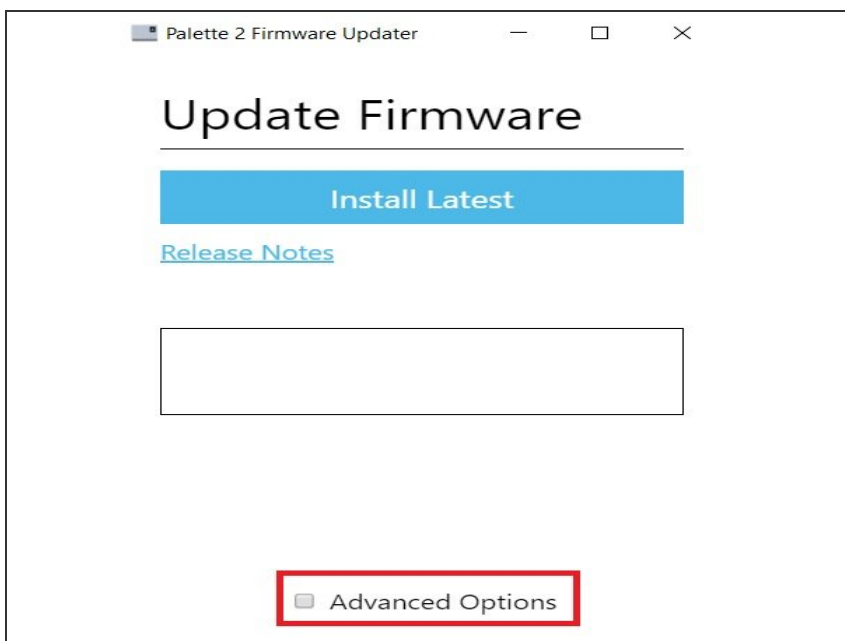 Palette 2 Firmware Updater
Update Firmware
Install Latest
Release Notes
Advanced Options